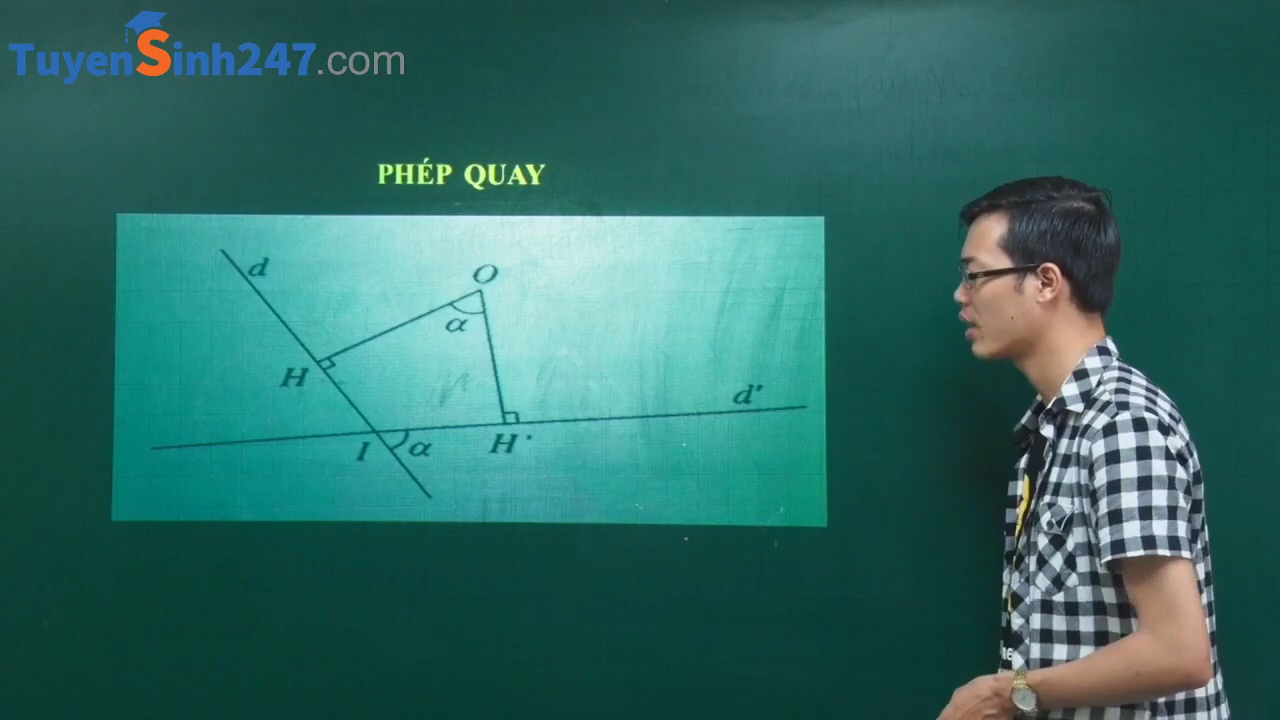 TuyenSinh247.com
PHÉP QUAY
d
O
α
H
d'
I
α
H'